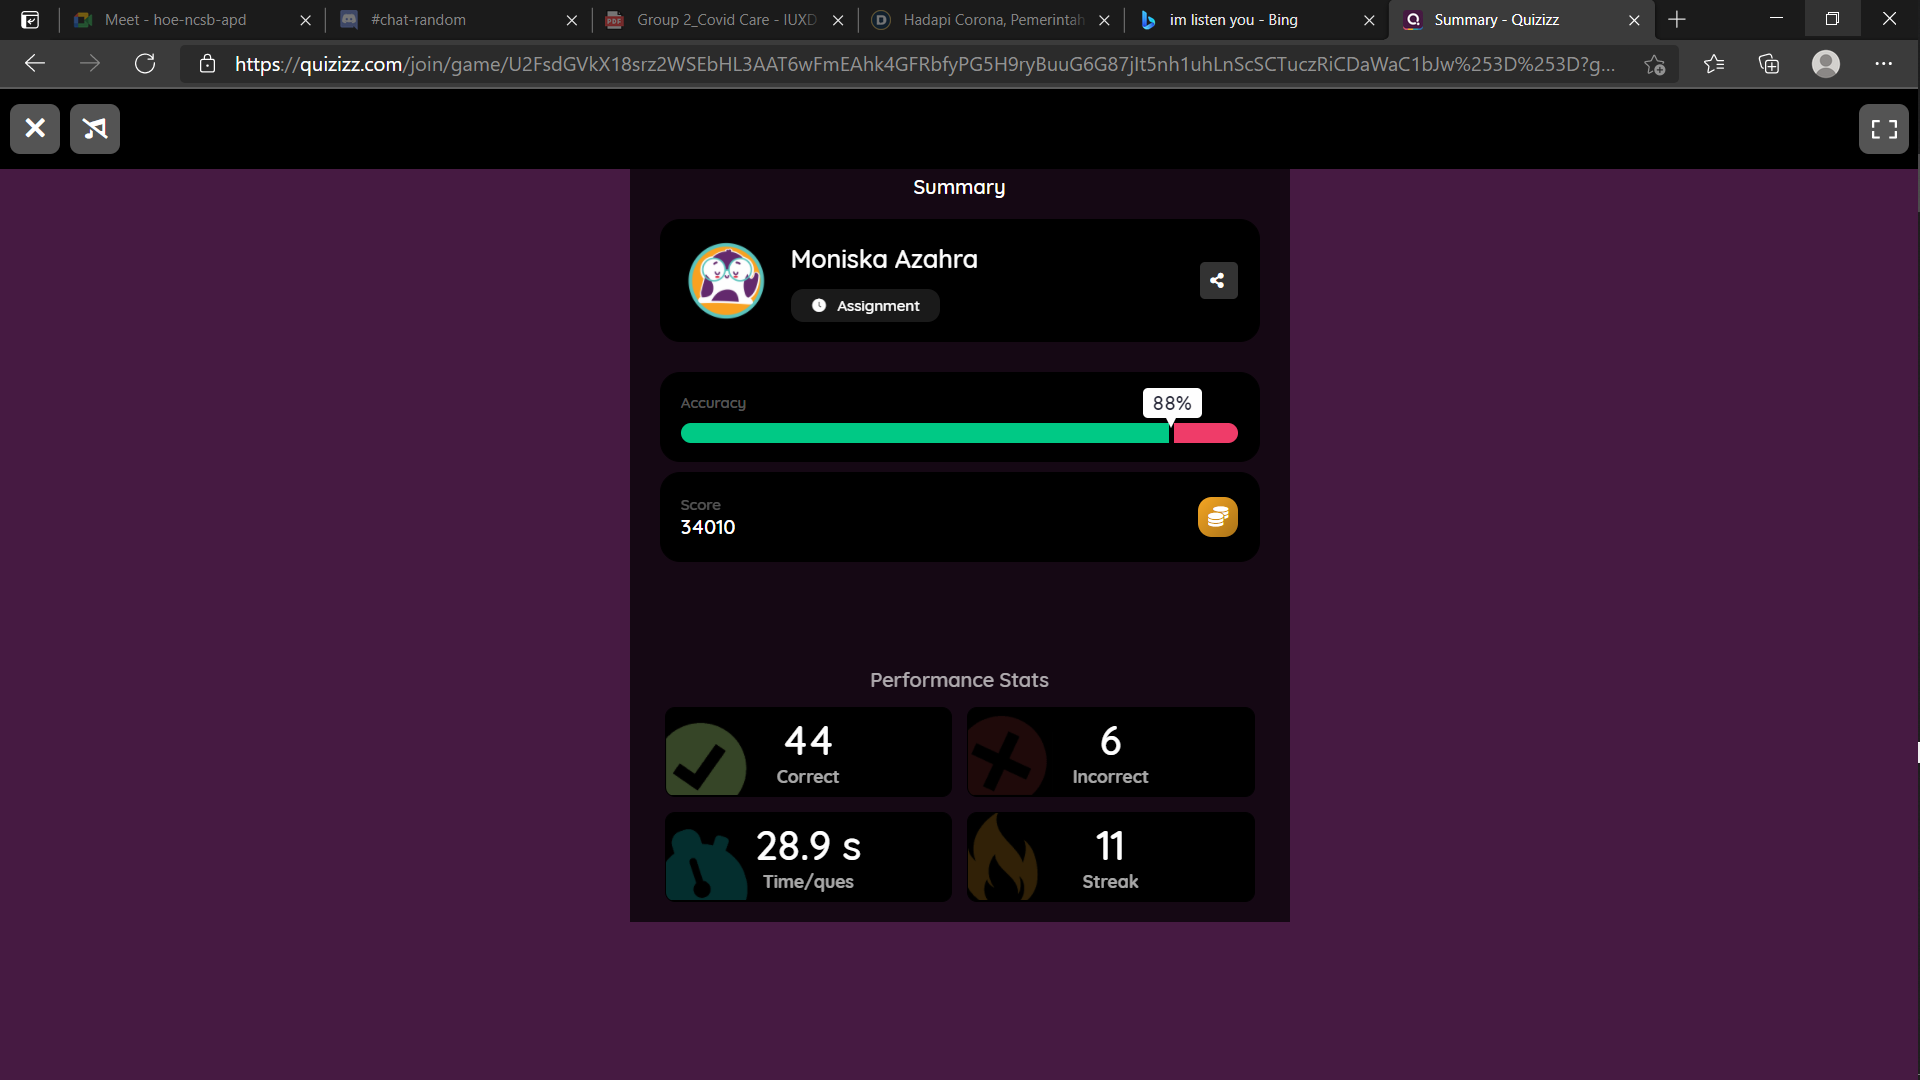 Meet - hoe-ncsb-apd
#chat-random
Group 2_Covid Care - IUXD
Hadapi Corona, Pemerintah
im listen you - Bing
Summary - Quizizz
https://quizizz.com/join/game/U2FsdGVkX18srz2WSEbHL3AAT6wFmEAhk4GFRbfyPG5H9ryBuuG6G87jIt5nh1uhLnScSCTuczRiCDaWaC1bJw%253D%253D?g...
Summary
Moniska Azahra
Assignment
Accuracy
88%
Score
34010
Performance Stats
44
Correct
6
Incorrect
28.9 s
Time/ques
11
Streak